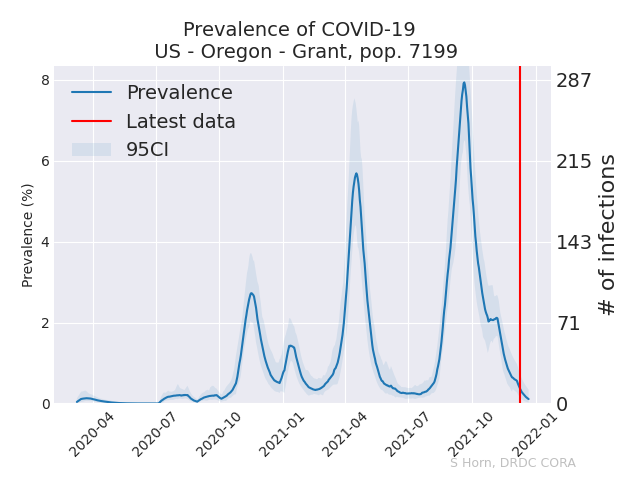 Prevalence of COVID-19
US - Oregon - Grant, pop. 7199
Prevalence
Latest data
95CI
Prevalence (%)
8
6
4
2
0
287
215
143
71
0
# of infections
2020-04
2020-07
2020-10
2021-01
2021-04
2021-07
2021-10
2022-01
S Horn, DRDC CORA